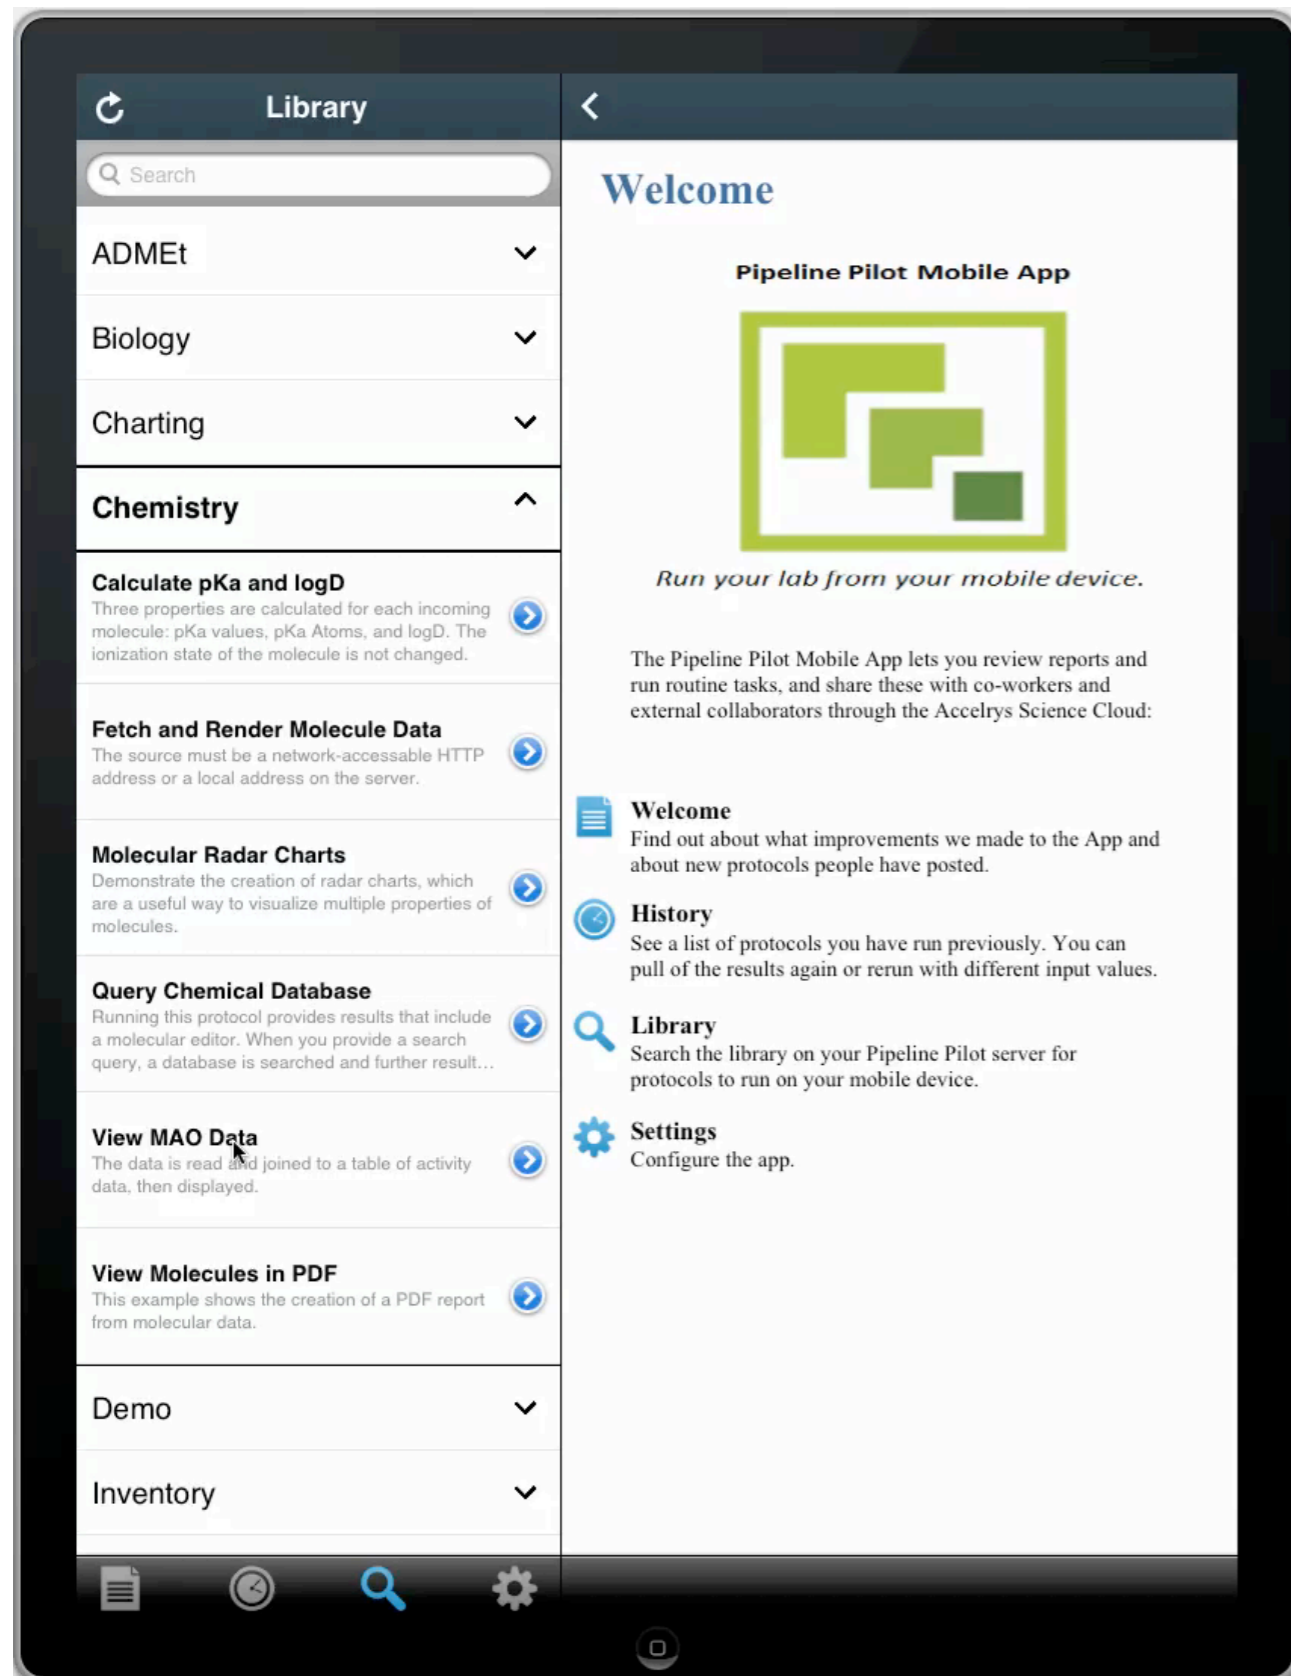 Library
Search
ADMEt
Biology
Charting
Chemistry
Calculate pKa and logD
Three properties are calculated for each incoming
molecule: pKa values, pKa Atoms, and logD. The
ionization state of the molecule is not changed.
Fetch and Render Molecule Data
The source must be a network-accessable HTTP
address or a local address on the server.
Molecular Radar Charts
Demonstrate the creation of radar charts, which
are a useful way to visualize multiple properties of
molecules.
Query Chemical Database
Running this protocol provides results that include
a molecular editor. When you provide a search
query, a database is searched and further result...
View MAO Data
The data is read and joined to a table of activity
data, then displayed.
View Molecules in PDF
This example shows the creation of a PDF report
from molecular data.
Demo
Inventory
Welcome
Pipeline Pilot Mobile App
Run your lab from your mobile device.
The Pipeline Pilot Mobile App lets you review reports and
run routine tasks, and share these with co-workers and
external collaborators through the Accelrys Science Cloud:
Welcome
Find out about what improvements we made to the App and
about new protocols people have posted.
History
See a list of protocols you have run previously. You can
pull of the results again or rerun with different input values.
Library
Search the library on your Pipeline Pilot server for
protocols to run on your mobile device.
Settings
Configure the app.